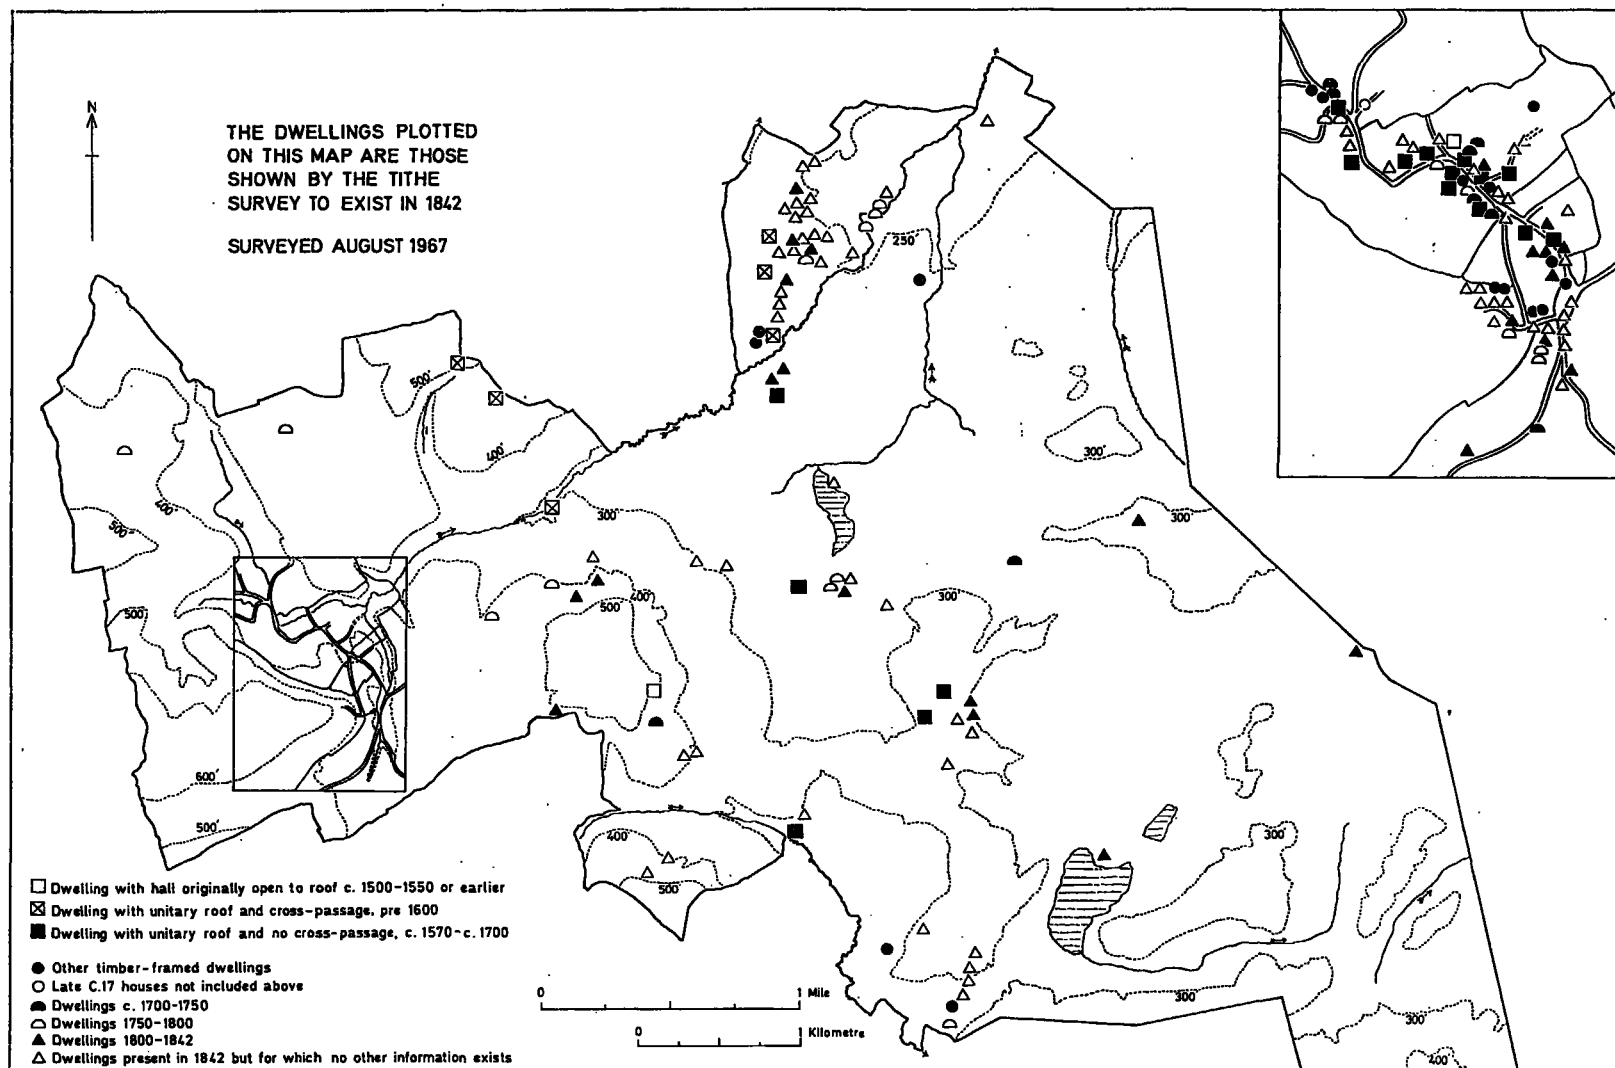 N
THE DWELLINGS PLOTTED
ON THIS MAP ARE THOSE
SHOWN BY THE TITHE
SURVEY TO EXIST IN 1842
SURVEYED AUGUST 1967
250'
500'
400'
300'
400'
500'
300'
300'
500'
400'
500'
300'
600'
500'
400'
500'
300'
300'
300'
400'
Dwelling with hall originally open to roof c. 1500-1550 or earlier
Dwelling with unitary roof and cross-passage, pre 1600
Dwelling with unitary roof and no cross-passage, c. 1570-c. 1700
Other timber-framed dwellings
Late C.17 houses not included above
Dwellings c. 1700-1750
Dwellings 1750-1800
Dwellings 1800-1842
Dwellings present in 1842 but for which no other information exists
0 1 Mile
0 1 Kilometre